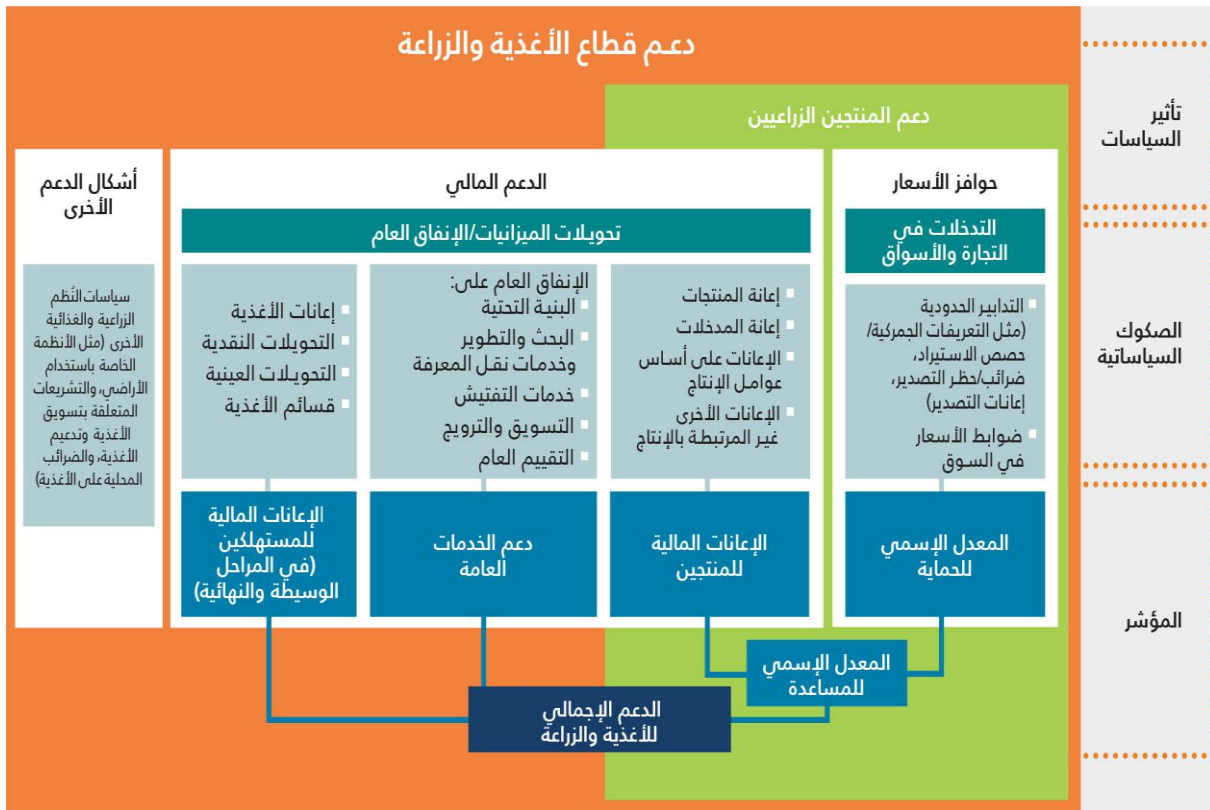 دعم قطاع الأغذية والزراعة
دعم المنتجين الزراعيين
تأثير
السياسات
حوافز الأسعار
الدعم المالي
أشكال الدعم
الأخرى
الصكوك
السياساتية
التدخلات في
التجارة والأسواق
تحويلات الميزانيات/الإنفاق العام
التدابير الحدودية
(مثل التعريفات الجمركية/
حصص الاستيراد،
ضرائب/حظر التصدير،
إعانات التصدير)
ضوابط الأسعار
في السوق
إعانة المنتجات
إعانة المدخلات
الإعانات على أساس
عوامل الإنتاج
الإعانات الأخرى
غير المرتبطة بالإنتاج
الإنفاق العام على:
البنية التحتية
البحث والتطوير
وخدمات نقل المعرفة
خدمات التفتيش
التسويق والترويج
التقييم العام
إعانات الأغذية
التحويلات النقدية
التحويلات العينية
قسائم الأغذية
سياسات النُظم
الزراعية والغذائية
الأخرى (مثل الأنظمة
الخاصة باستخدام
الأراضي، والتشريعات
المتعلقة بتسويق
الأغذية وتدعيم
الأغذية، والضرائب
المحلية على الأغذية)
المؤشر
المعدل الإسمي
للحماية
الإعانات المالية
للمنتجين
دعم الخدمات
العامة
الإعانات المالية
للمستهلكين
(في المراحل
الوسيطة والنهائية)
المعدل الإسمي
للمساعدة
الدعم الإجمالي
للأغذية والزراعة